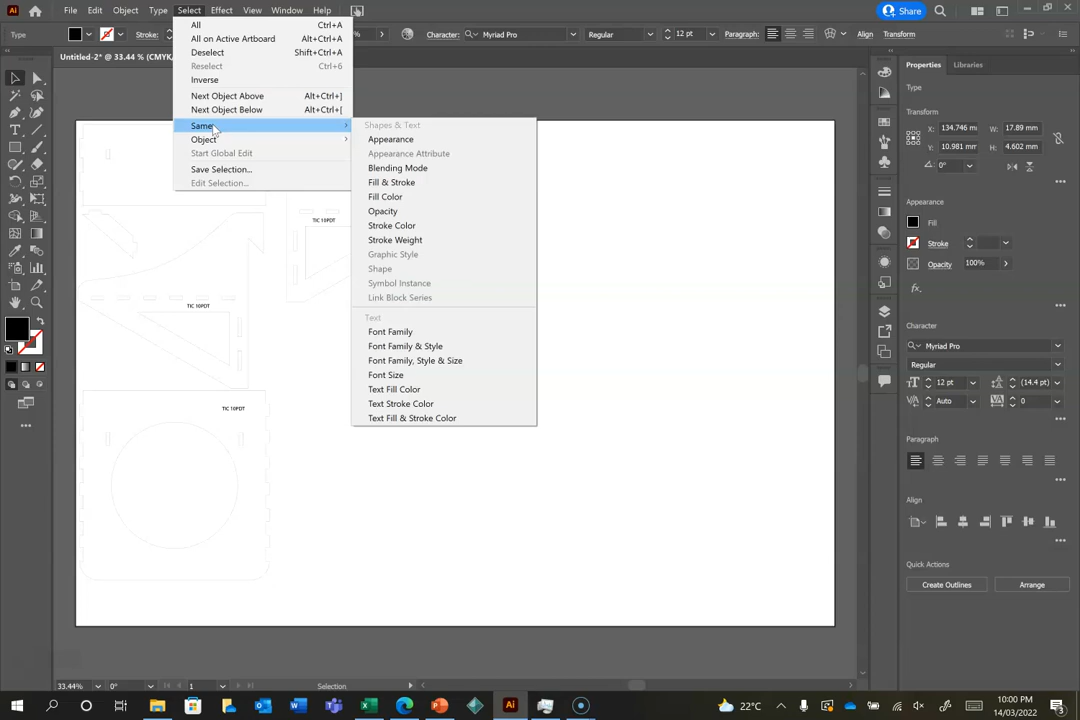 File Edit Object Type Select Effect View Window Help
Share
Type Stroke: % Character: Myriad Pro Regular 12 pt Paragraph: Align Transform
Untitled-2* @ 33.44 % (CMYK
All Ctrl+A
All on Active Artboard Alt+Ctrl+A
Deselect Shift+Ctrl+A
Reselect Ctrl+6
Inverse
Next Object Above Alt+Ctrl+]
Next Object Below Alt+Ctrl+[
Same
Object
Start Global Edit
Save Selection...
Edit Selection...
Shapes & Text
Appearance
Appearance Attribute
Blending Mode
Fill & Stroke
Fill Color
Opacity
Stroke Color
Stroke Weight
Graphic Style
Shape
Symbol Instance
Link Block Series
Text
Font Family
Font Family & Style
Font Family, Style & Size
Font Size
Text Fill Color
Text Stroke Color
Text Fill & Stroke Color
TIC 10PDT
TIC 10PDT
TIC 10PDT
Properties Libraries
Type
Transform
X: 134.746 m W: 17.89 mm
Y: 10.981 mm H: 4.602 mm
0°
Appearance
Fill
Stroke
Opacity 100%
fx.
Character
Myriad Pro
Regular
12 pt (14.4 pt)
Auto 0
Paragraph
Align
Quick Actions
Create Outlines Arrange
33.44% 0° 1 Selection
22°C 10:00 PM
14/03/2022
3